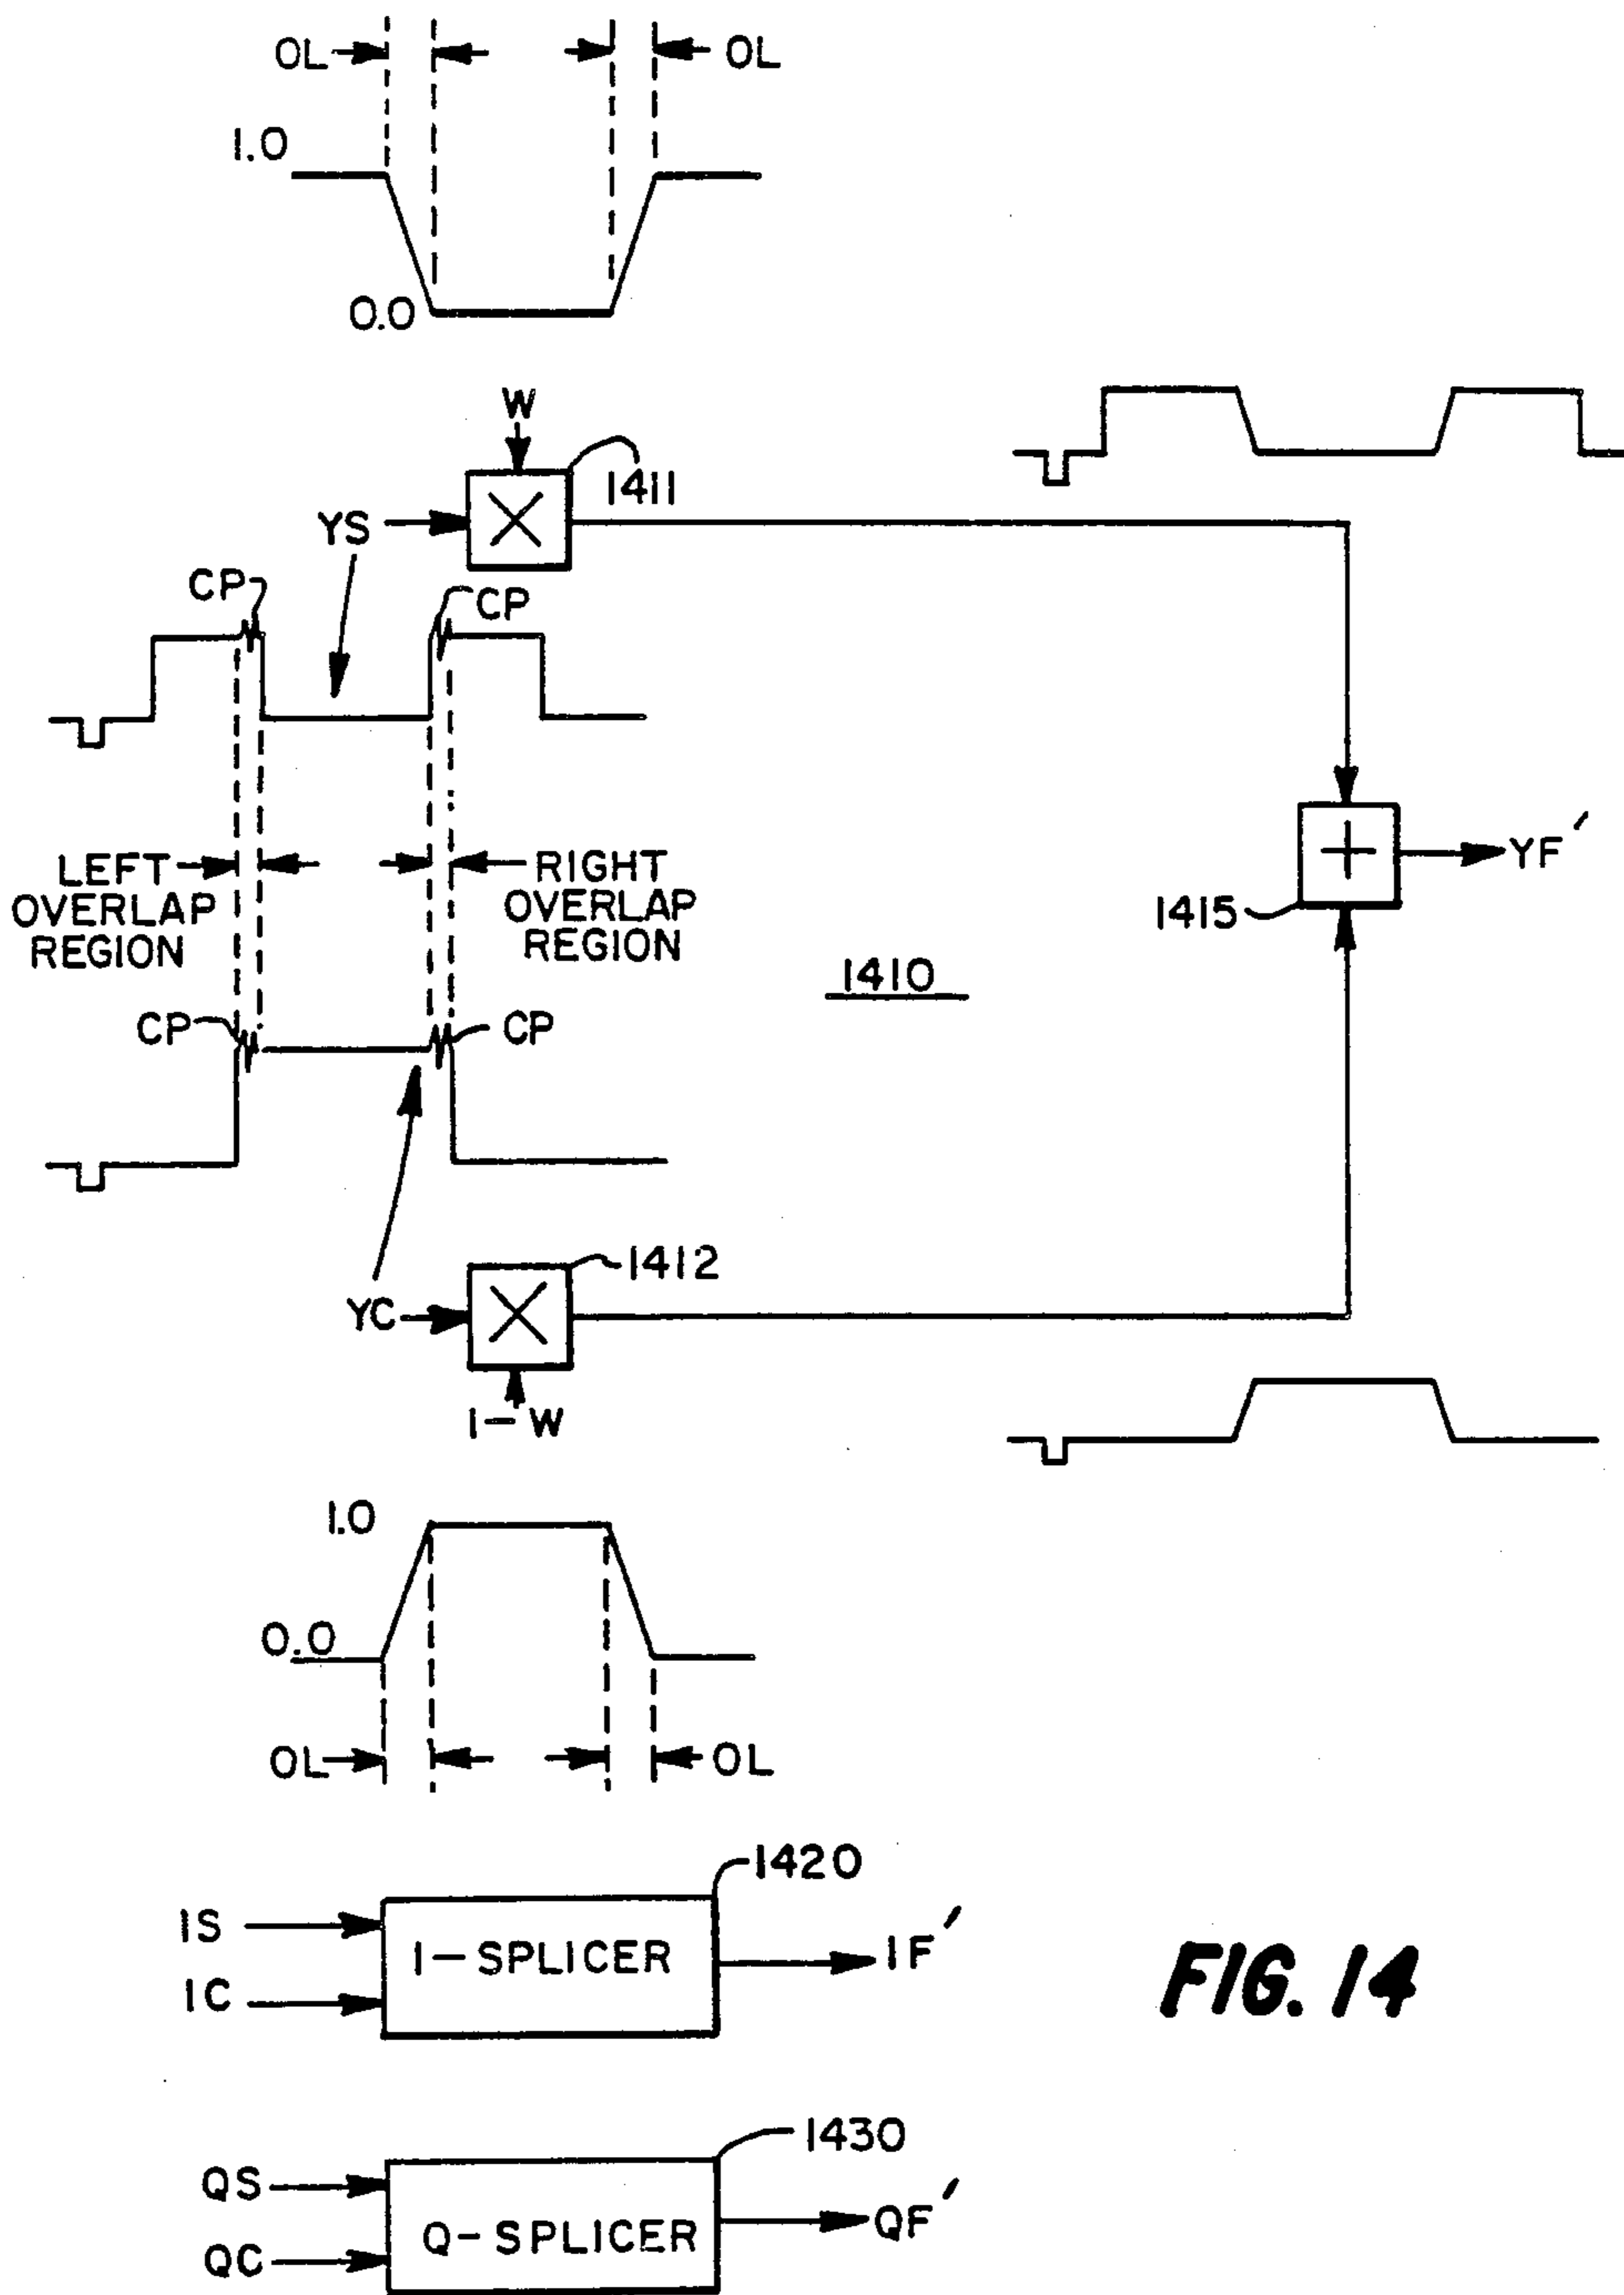 OL OL
1.0
0.0
W
1411
YS
CP CP
LEFT
OVERLAP
REGION
RIGHT
OVERLAP
REGION
YF'
1415
1410
CP CP
1412
YC
1-W
1.0
0.0
OL OL
1420
IS
I-SPLICER
IF'
IC
FIG. 14
1430
QS
Q-SPLICER
QF'
QC